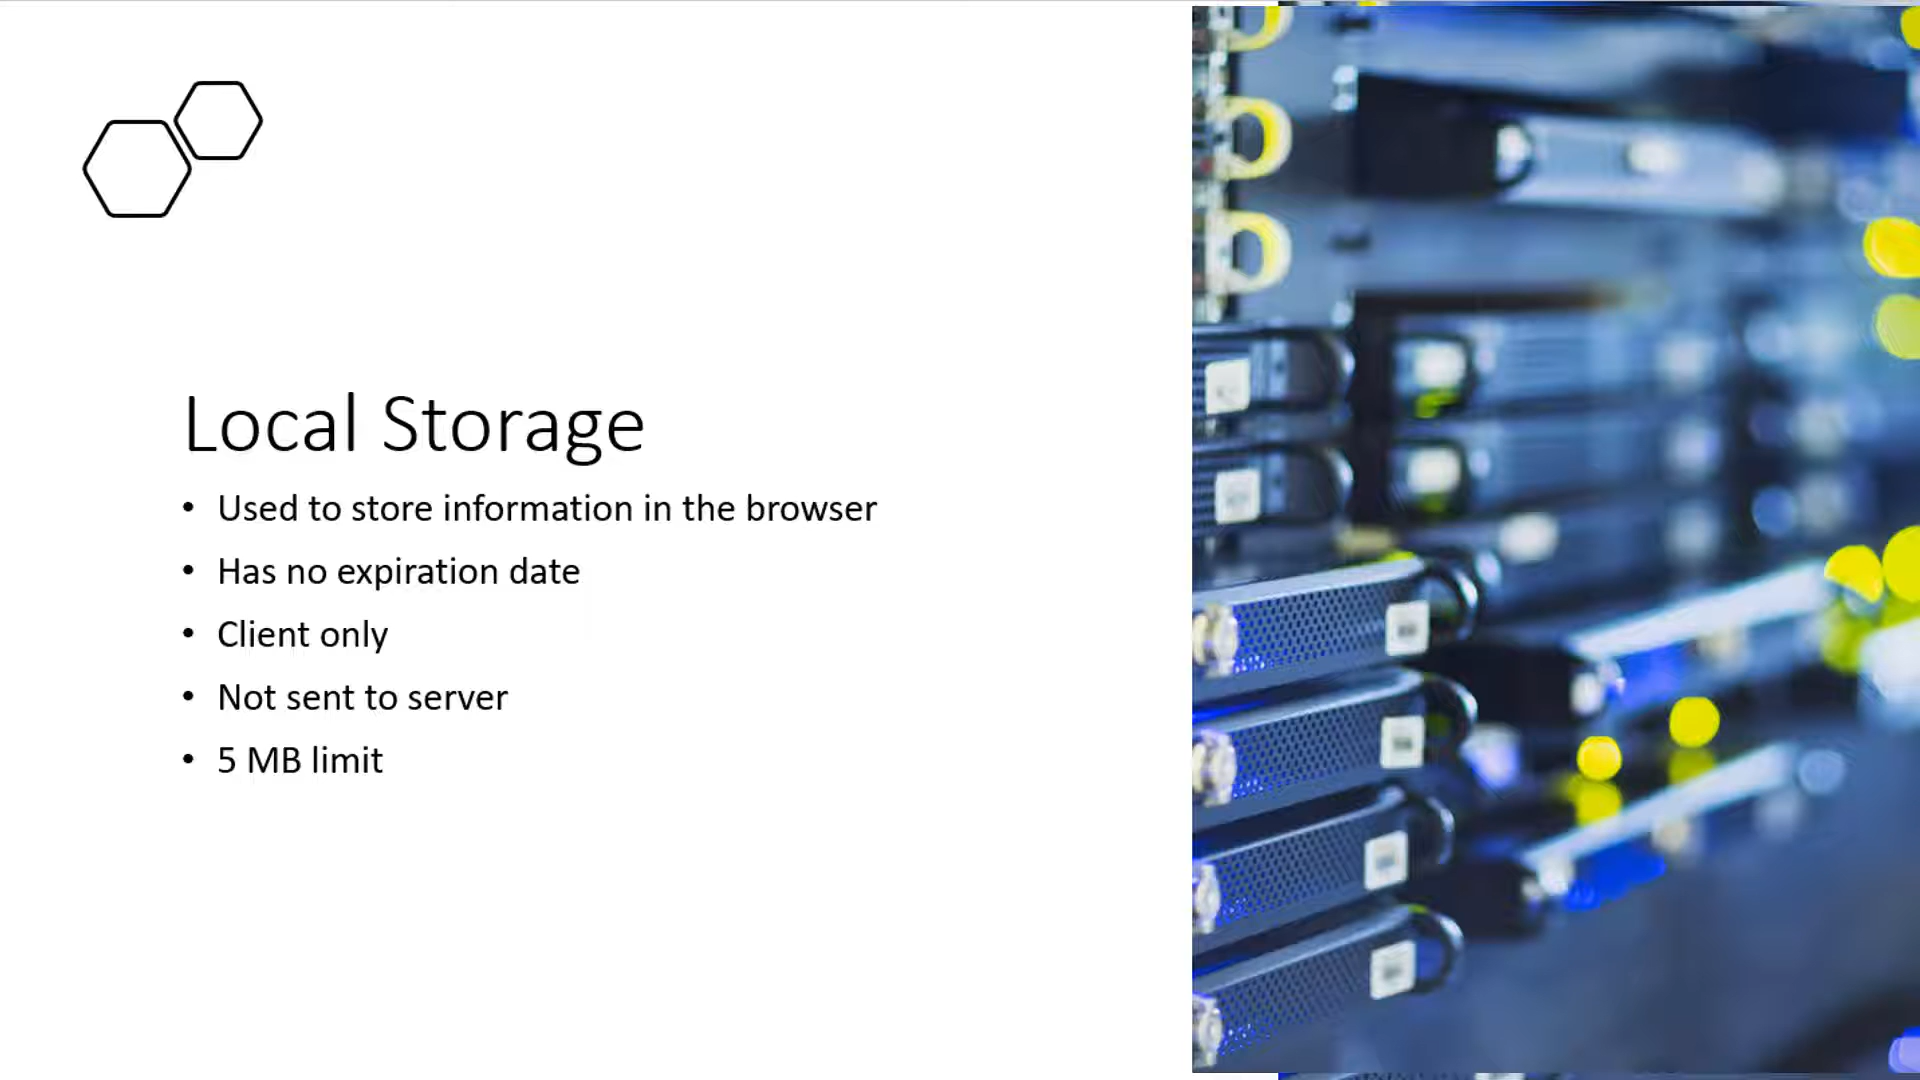 Local Storage
• Used to store information in the browser
• Has no expiration date
• Client only
• Not sent to server
• 5 MB limit